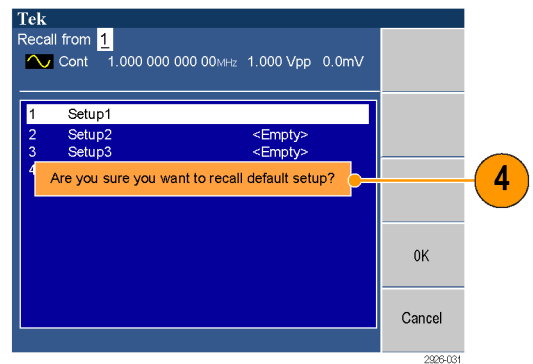 Tek
Recall from 1
Cont 1.000 000 000 00MHz 1.000 Vpp 0.0mV
1 Setup1
2 Setup2 <Empty>
3 Setup3 <Empty>
4
Are you sure you want to recall default setup?
4
OK
Cancel
2926-031